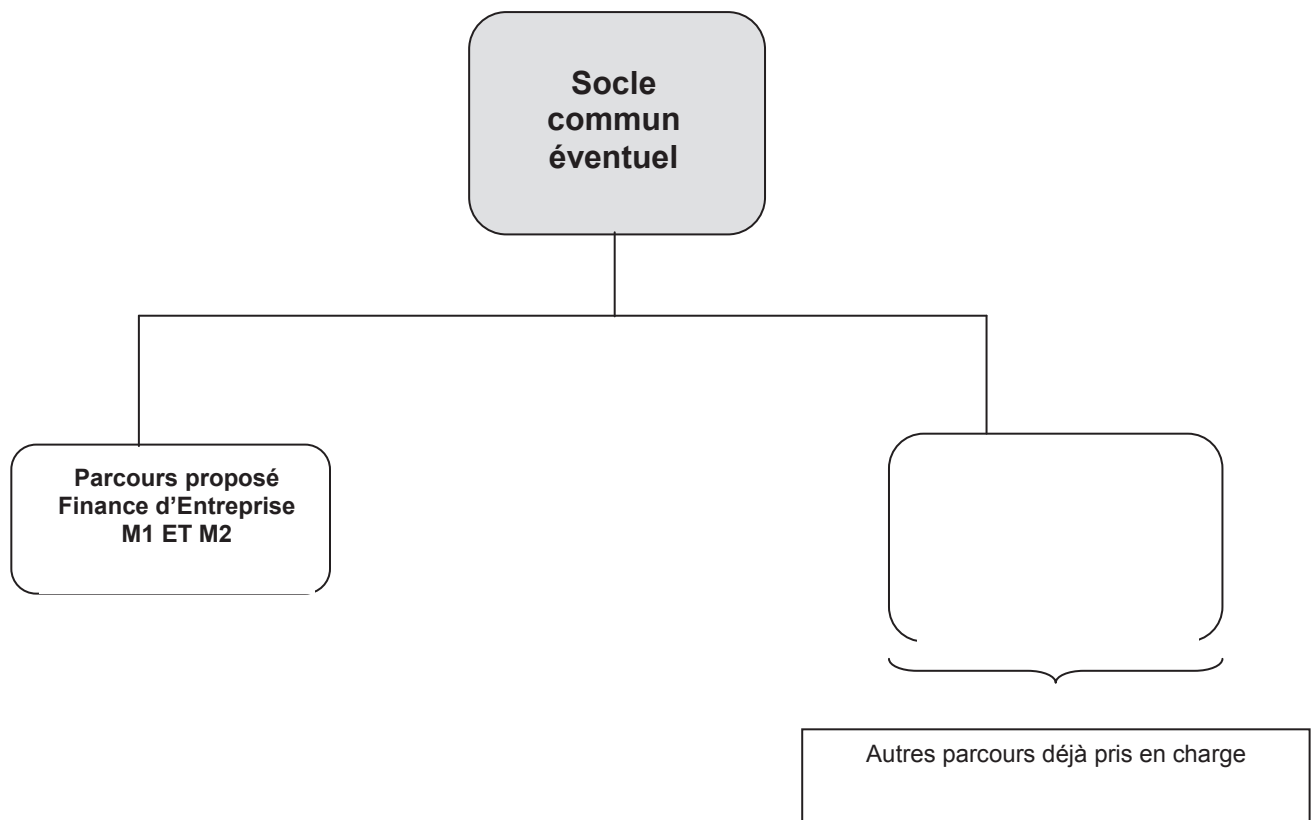 Socle
commun
éventuel
Parcours proposé
Finance d’Entreprise
M1 ET M2
Autres parcours déjà pris en charge